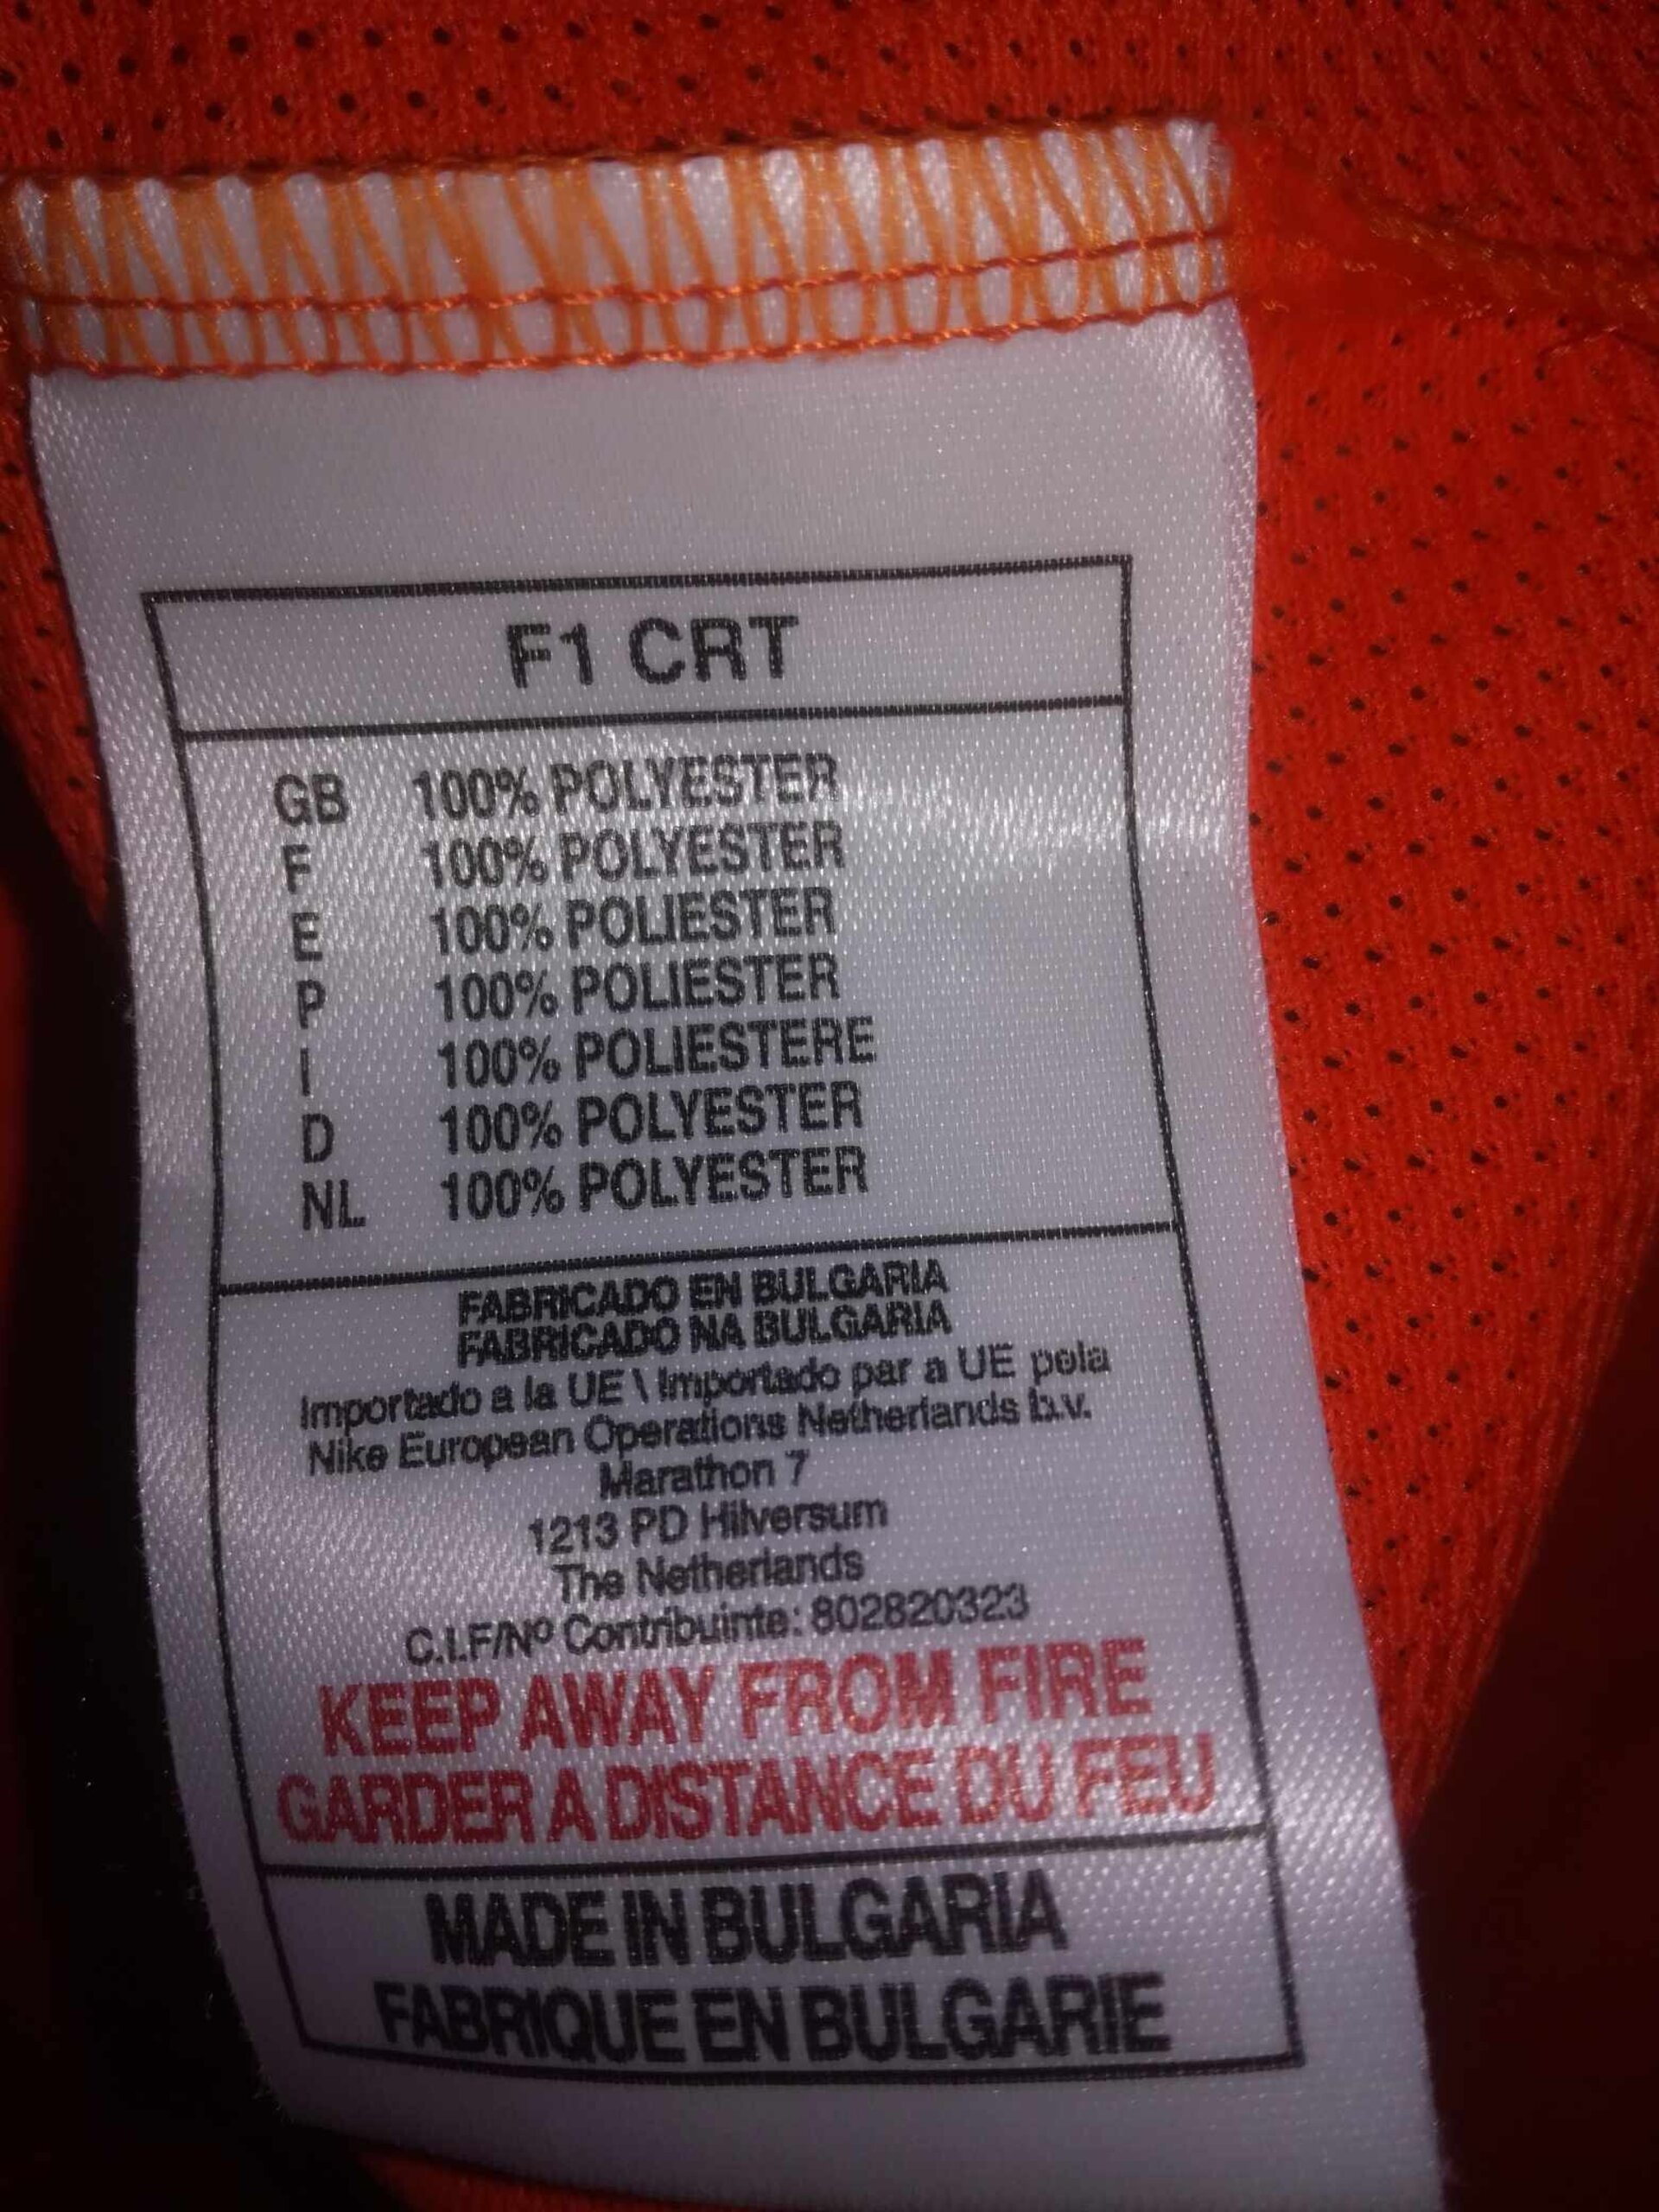 F1 CRT
GB 100% POLYESTER
F 100% POLYESTER
E 100% POLIESTER
P 100% POLIESTER
I 100% POLIESTERE
D 100% POLYESTER
NL 100% POLYESTER
FABRICADO EN BULGARIA
FABRICADO NA BULGARIA
Importado a la UE \ Importado par a UE pela
Nike European Operations Netherlands b.v.
Marathon 7
1213 PD Hilversum
The Netherlands
C.I.F/Nº Contribuinte: 802820323
KEEP AWAY FROM FIRE
GARDER A DISTANCE DU FEU
MADE IN BULGARIA
FABRIQUE EN BULGARIE